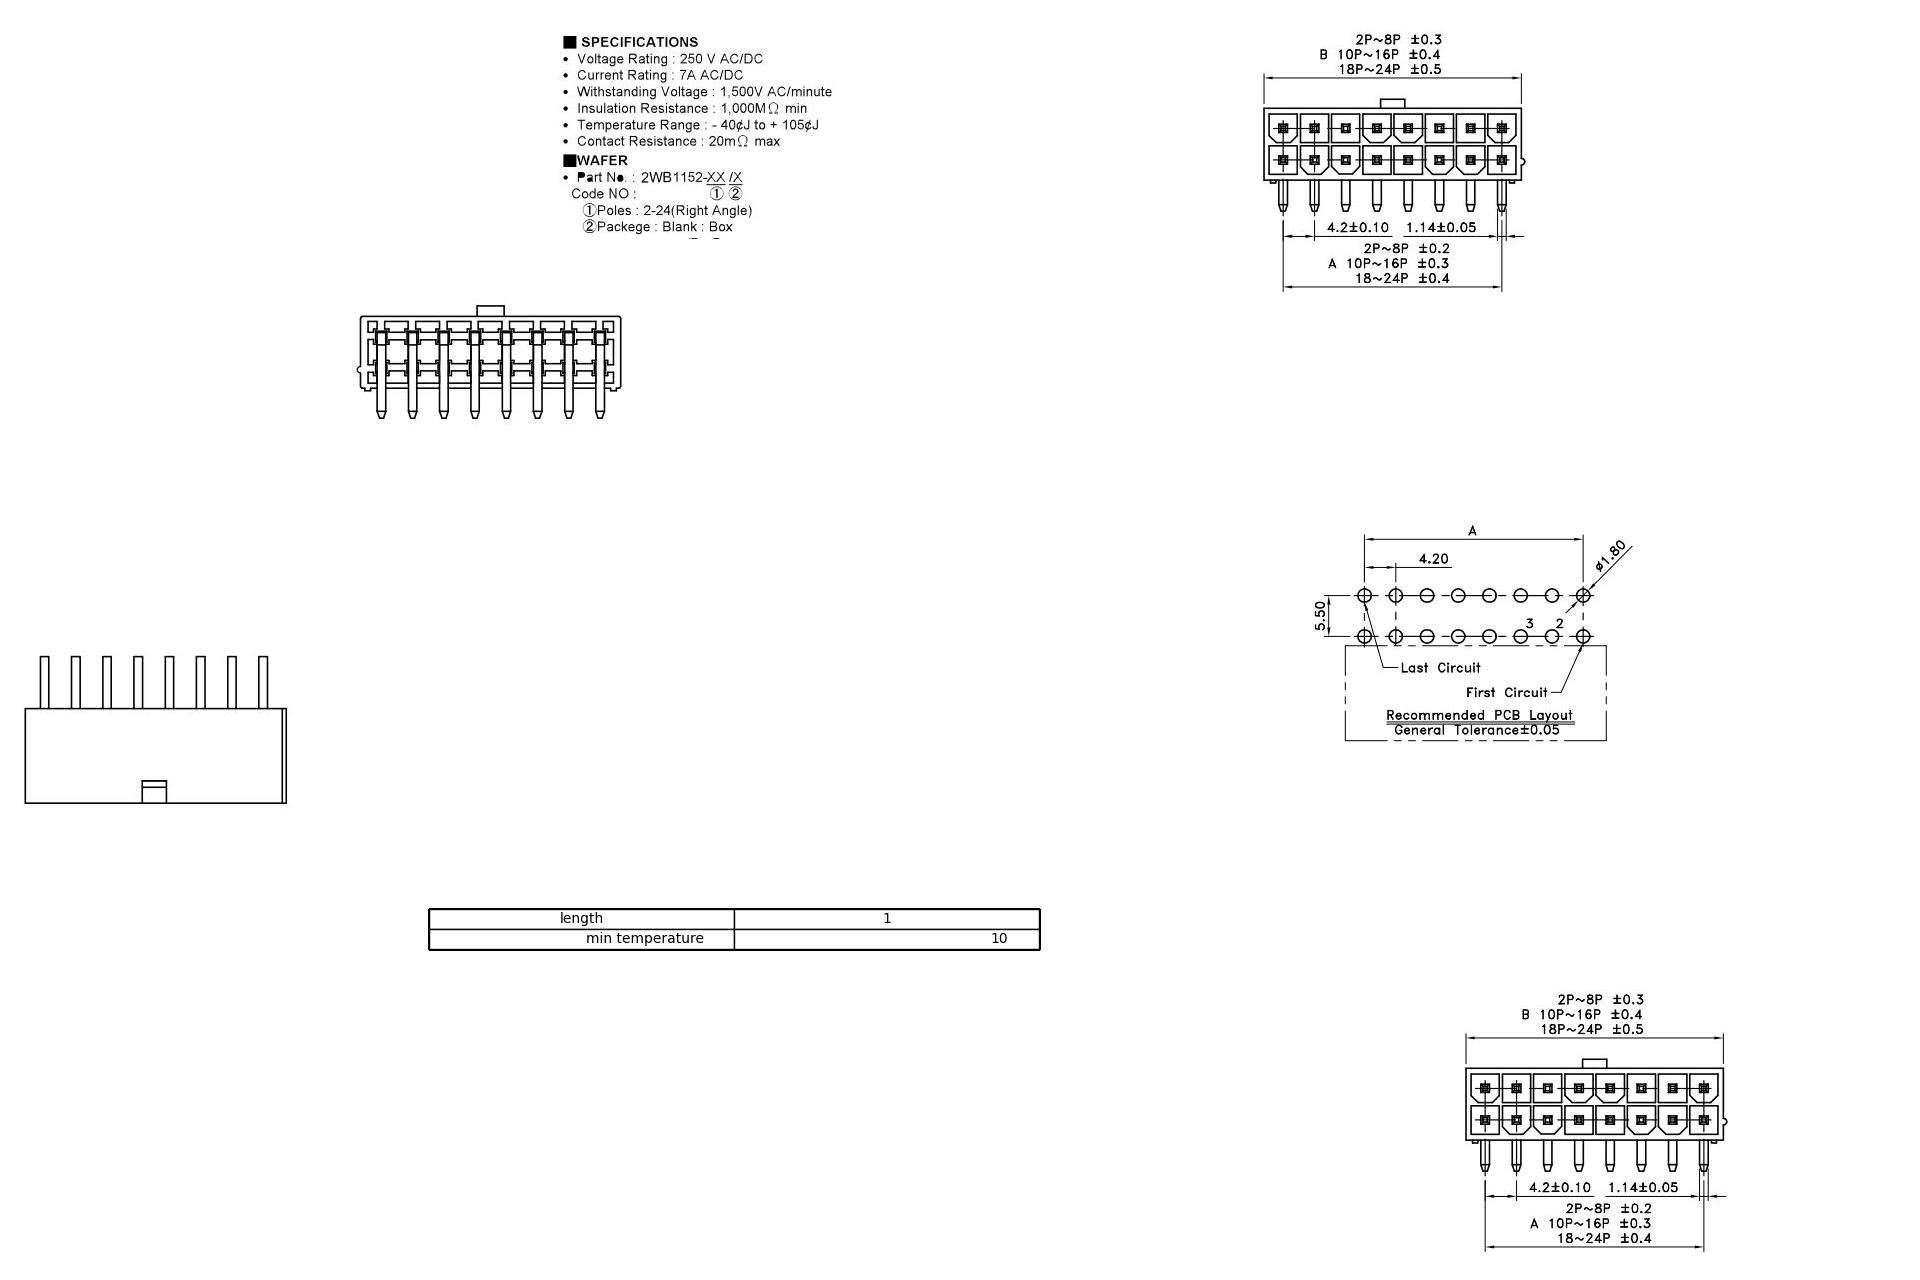 ■ SPECIFICATIONS
• Voltage Rating : 250 V AC/DC
• Current Rating : 7A AC/DC
• Withstanding Voltage : 1,500V AC/minute
• Insulation Resistance : 1,000MΩ min
• Temperature Range : - 40¢J to + 105¢J
• Contact Resistance : 20mΩ max
■WAFER
• Part No. : 2WB1152-XX /X
Code NO : ① ②
①Poles : 2-24(Right Angle)
②Packege : Blank : Box
2P~8P ±0.3
B 10P~16P ±0.4
18P~24P ±0.5
4.2±0.10 1.14±0.05
2P~8P ±0.2
A 10P~16P ±0.3
18~24P ±0.4
A
4.20
ø1.80
5.50
3 2
Last Circuit
First Circuit
Recommended PCB Layout
General Tolerance±0.05
length 1
min temperature 10
2P~8P ±0.3
B 10P~16P ±0.4
18P~24P ±0.5
4.2±0.10 1.14±0.05
2P~8P ±0.2
A 10P~16P ±0.3
18~24P ±0.4